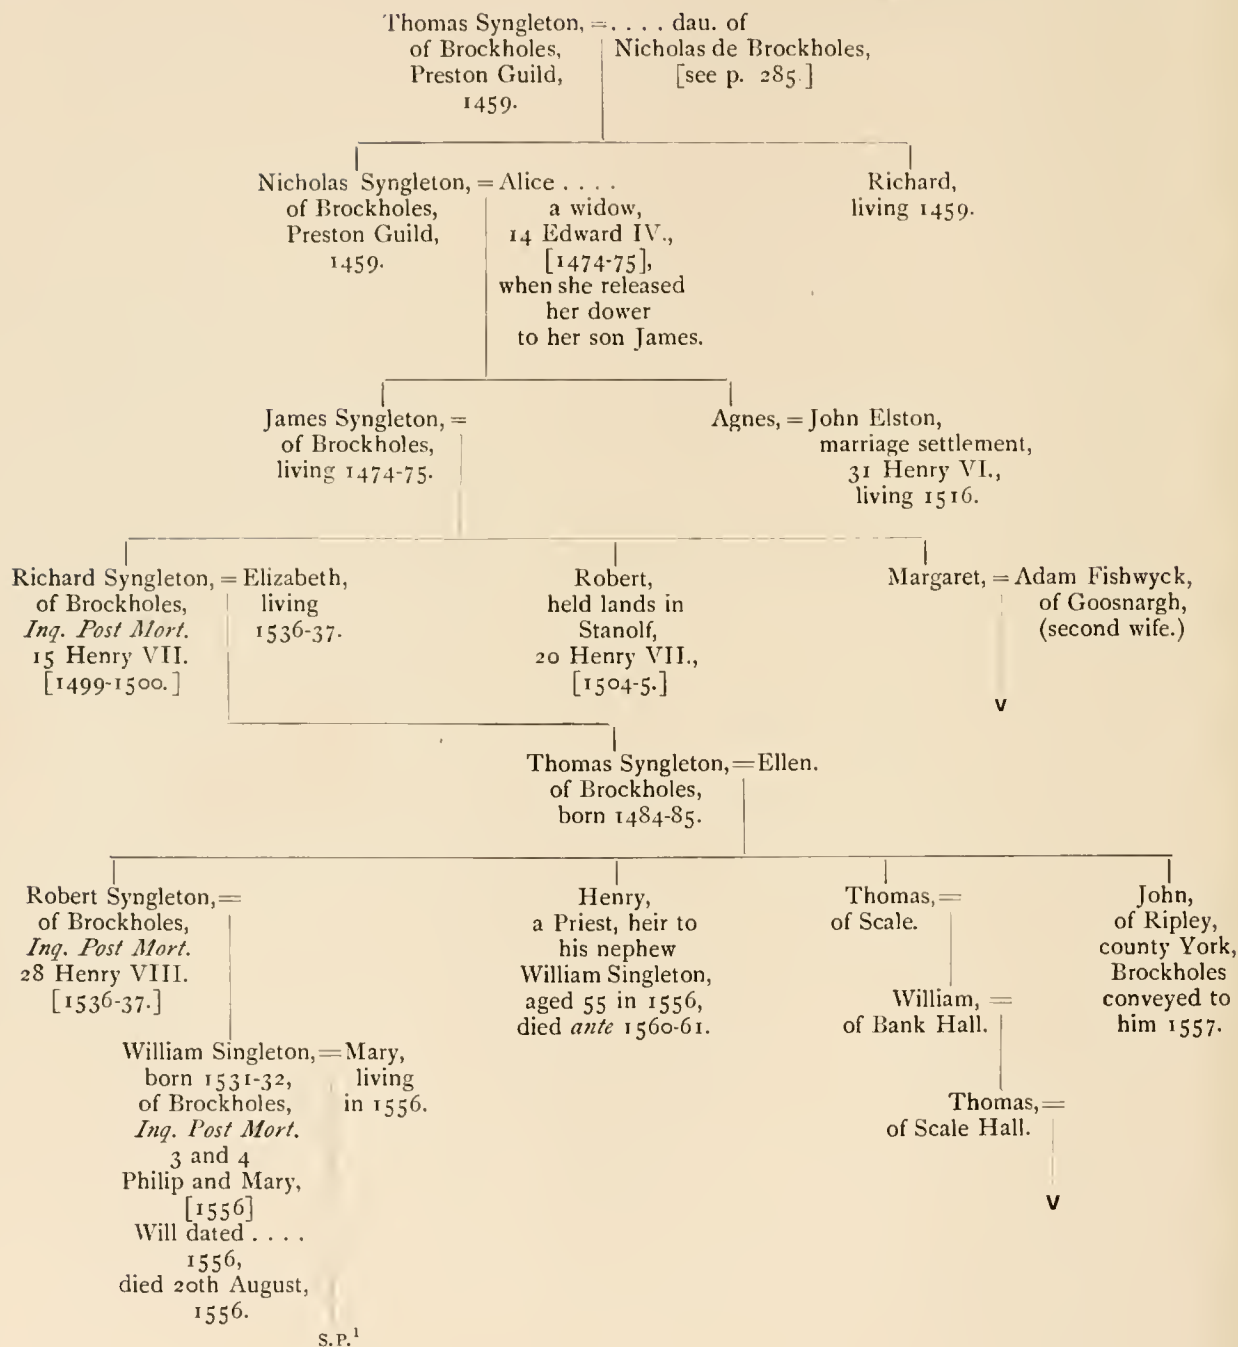 Thomas Syngleton, = . . . . dau. of
of Brockholes, Nicholas de Brockholes,
Preston Guild, [see p. 285.]
1459.
Nicholas Syngleton, = Alice . . . .
of Brockholes, a widow,
Preston Guild, 14 Edward IV.,
1459. [1474-75],
when she released
her dower
to her son James.
Richard,
living 1459.
James Syngleton, =
of Brockholes,
living 1474-75.
Agnes, = John Elston,
marriage settlement,
31 Henry VI.,
living 1516.
Richard Syngleton, = Elizabeth,
of Brockholes, living
Inq. Post Mort. 1536-37.
15 Henry VII.
[1499-1500.]
Robert,
held lands in
Stanolf,
20 Henry VII.,
[1504-5.]
Margaret, = Adam Fishwyck,
of Goosnargh,
(second wife.)
v
Thomas Syngleton, = Ellen.
of Brockholes,
born 1484-85.
Robert Syngleton, =
of Brockholes,
Inq. Post Mort.
28 Henry VIII.
[1536-37.]
Henry,
a Priest, heir to
his nephew
William Singleton,
aged 55 in 1556,
died ante 1560-61.
Thomas, =
of Scale.
John,
of Ripley,
county York,
Brockholes
conveyed to
him 1557.
William, =
of Bank Hall.
William Singleton, = Mary,
born 1531-32, living
of Brockholes, in 1556.
Inq. Post Mort.
3 and 4
Philip and Mary,
[1556]
Will dated . . . .
1556,
died 20th August,
1556.
S.P.¹
Thomas, =
of Scale Hall.
v